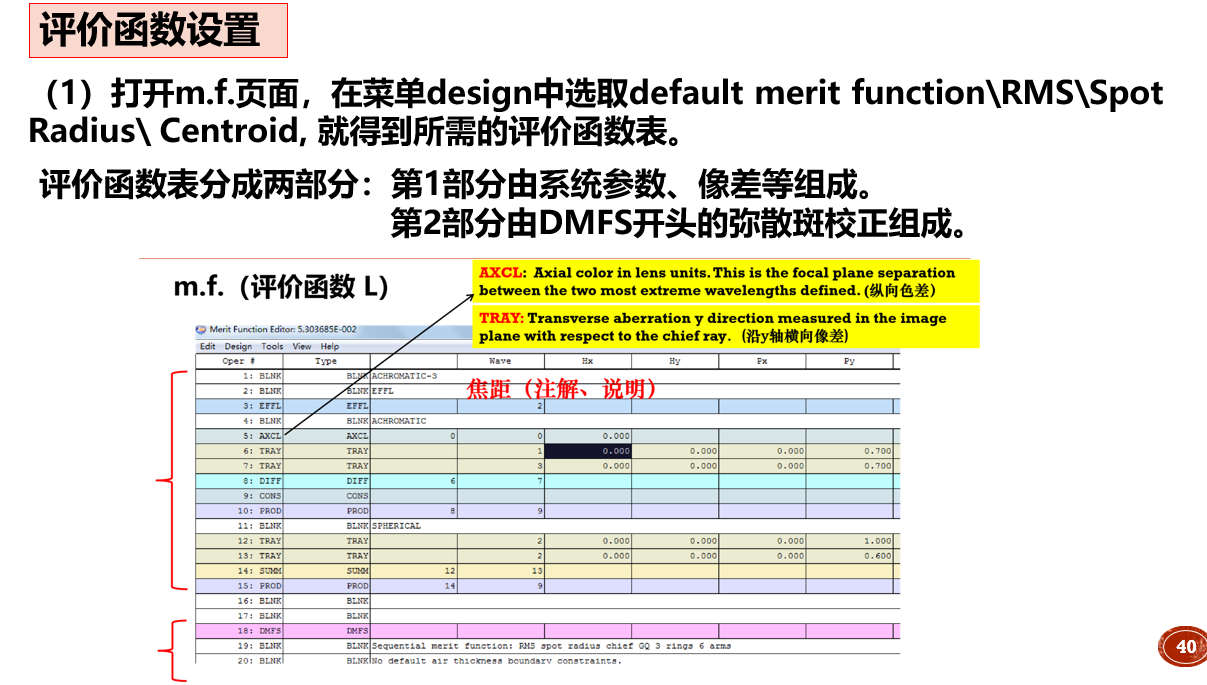 评价函数设置
（1）打开m.f.页面，在菜单design中选取default merit function\RMS\Spot
Radius\ Centroid, 就得到所需的评价函数表。
评价函数表分成两部分：第1部分由系统参数、像差等组成。
第2部分由DMFS开头的弥散斑校正组成。
m.f.（评价函数 L）
AXCL: Axial color in lens units. This is the focal plane separation
between the two most extreme wavelengths defined. (纵向色差）
TRAY: Transverse aberration y direction measured in the image
plane with respect to the chief ray. (沿y轴横向像差)
Merit Function Editor: 5.303685E-002
Edit Design Tools View Help
Oper # Type Wave Hx Hy Px Py
1: BLNK BLNK ACHROMATIC-3
焦距（注解、说明）
2: BLNK BLNK EFFL
3: EFFL EFFL 2
4: BLNK BLNK ACHROMATIC
5: AXCL AXCL 0 0 0.000
6: TRAY TRAY 1 0.000 0.000 0.000 0.700
7: TRAY TRAY 3 0.000 0.000 0.000 0.700
8: DIFF DIFF 6 7
9: CONS CONS
10: PROD PROD 8 9
11: BLNK BLNK SPHERICAL
12: TRAY TRAY 2 0.000 0.000 0.000 1.000
13: TRAY TRAY 2 0.000 0.000 0.000 0.600
14: SUMM SUMM 12 13
15: PROD PROD 14 9
16: BLNK BLNK
17: BLNK BLNK
18: DMFS DMFS
19: BLNK BLNK Sequential merit function: RMS spot radius chief GQ 3 rings 6 arms
20: BLNK BLNK No default air thickness boundary constraints.
40